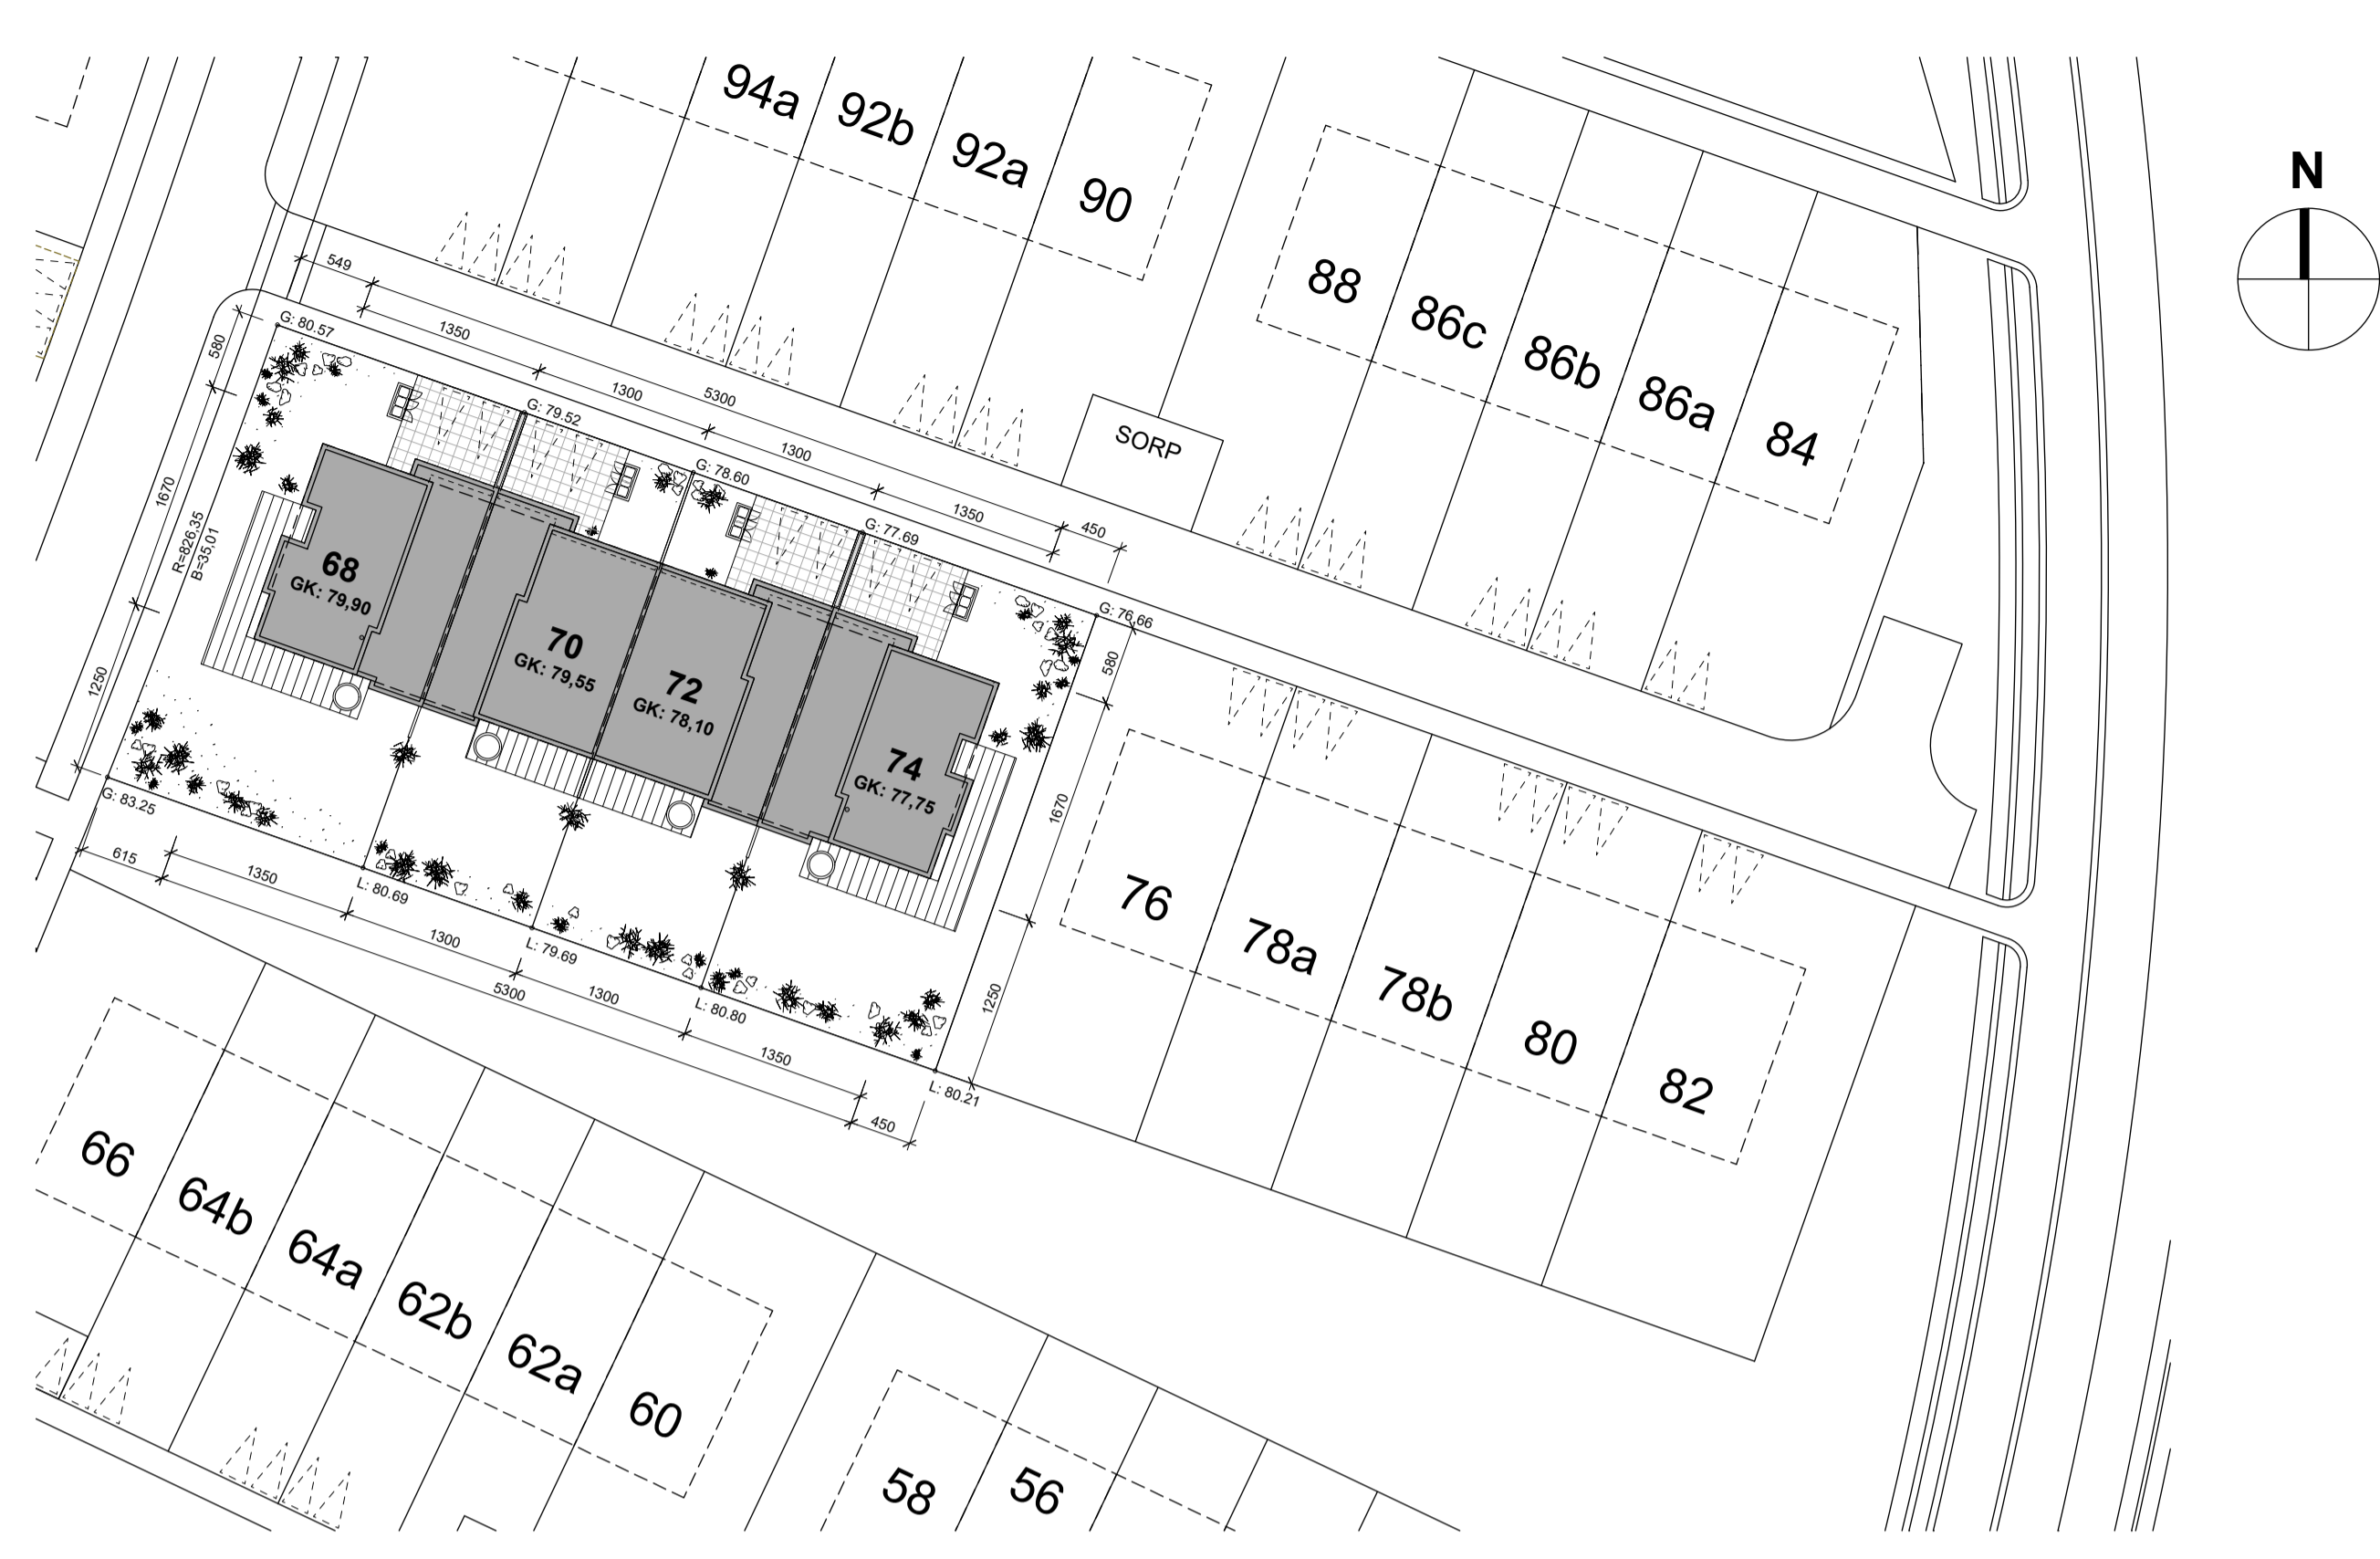 94a
92b
92a
90
N
88
86c
86b
86a
84
SORP
549
1350
1300
5300
1300
1350
450
580
1670
1250
R=826,35
B=35,01
G: 80.57
G: 79.52
G: 78.60
G: 77.69
G: 76,66
68
GK: 79,90
70
GK: 79,55
72
GK: 78,10
74
GK: 77,75
580
1670
1250
G: 83.25
L: 80.69
L: 79.69
L: 80.80
L: 80.21
615
1350
1300
5300
1300
1350
450
76
78a
78b
80
82
66
64b
64a
62b
62a
60
58
56